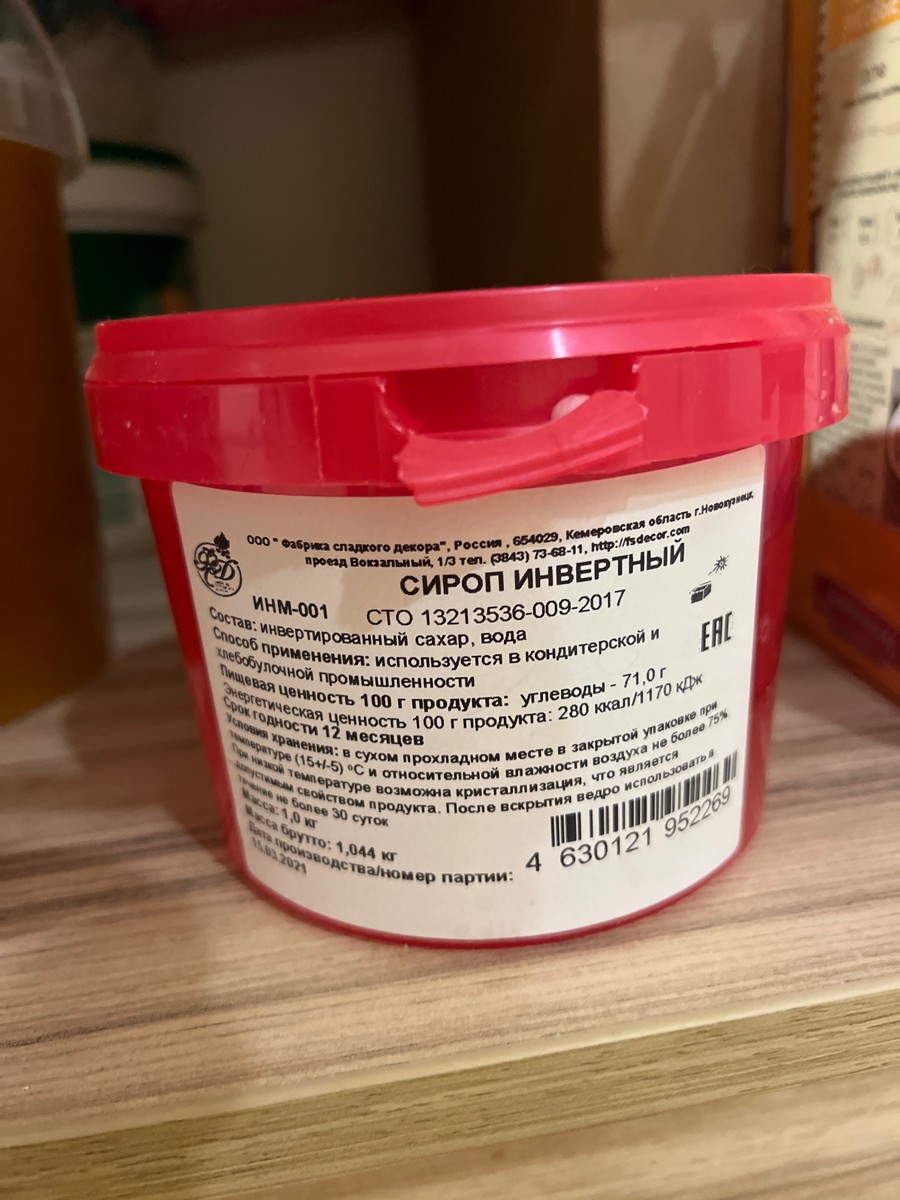 ООО " Фабрика сладкого декора", Россия , 654029, Кемеровская область г.Новокузнецк,
проезд Вокзальный, 1/3 тел. (3843) 73-68-11, http://fsdecor.com
СИРОП ИНВЕРТНЫЙ
ИНМ-001 СТО 13213536-009-2017
Состав: инвертированный сахар, вода
Способ применения: используется в кондитерской и
хлебобулочной промышленности
Пищевая ценность 100 г продукта: углеводы - 71,0 г
Энергетическая ценность 100 г продукта: 280 ккал/1170 кДж
Срок годности 12 месяцев
Условия хранения: в сухом прохладном месте в закрытой упаковке при
температуре (15+/-5) ºС и относительной влажности воздуха не более 75%
При низкой температуре возможна кристаллизация, что является
допустимым свойством продукта. После вскрытия ведро использовать в
течение не более 30 суток
Масса: 1,0 кг
Масса брутто: 1,044 кг
Дата производства/номер партии:
15.03.2021
ЕАС
4 630121 952269